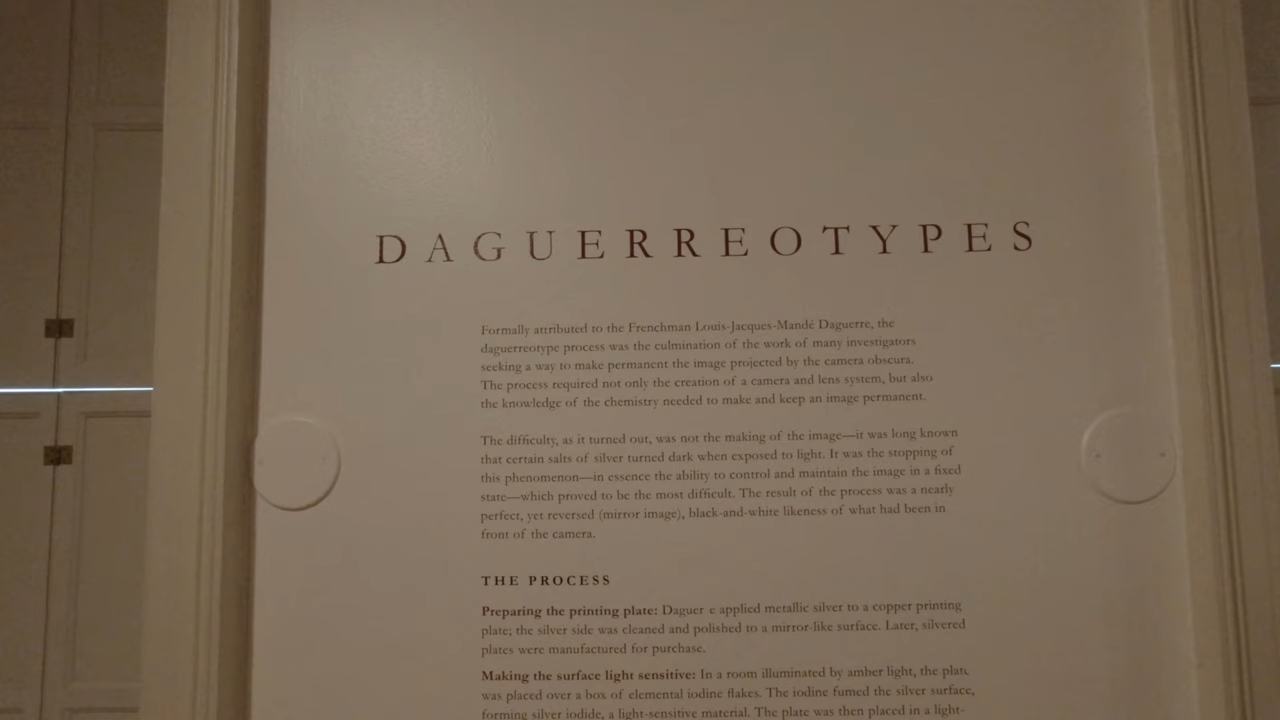 DAGUERREOTYPES
Formally attributed to the Frenchman Louis-Jacques-Mandé Daguerre, the
daguerreotype process was the culmination of the work of many investigators
seeking a way to make permanent the image projected by the camera obscura.
The process required not only the creation of a camera and lens system, but also
the knowledge of the chemistry needed to make and keep an image permanent.
The difficulty, as it turned out, was not the making of the image—it was long known
that certain salts of silver turned dark when exposed to light. It was the stopping of
this phenomenon—in essence the ability to control and maintain the image in a fixed
state—which proved to be the most difficult. The result of the process was a nearly
perfect, yet reversed (mirror image), black-and-white likeness of what had been in
front of the camera.
THE PROCESS
Preparing the printing plate: Daguer e applied metallic silver to a copper printing
plate; the silver side was cleaned and polished to a mirror-like surface. Later, silvered
plates were manufactured for purchase.
Making the surface light sensitive: In a room illuminated by amber light, the plate
was placed over a box of elemental iodine flakes. The iodine fumed the silver surface,
forming silver iodide, a light-sensitive material. The plate was then placed in a light-